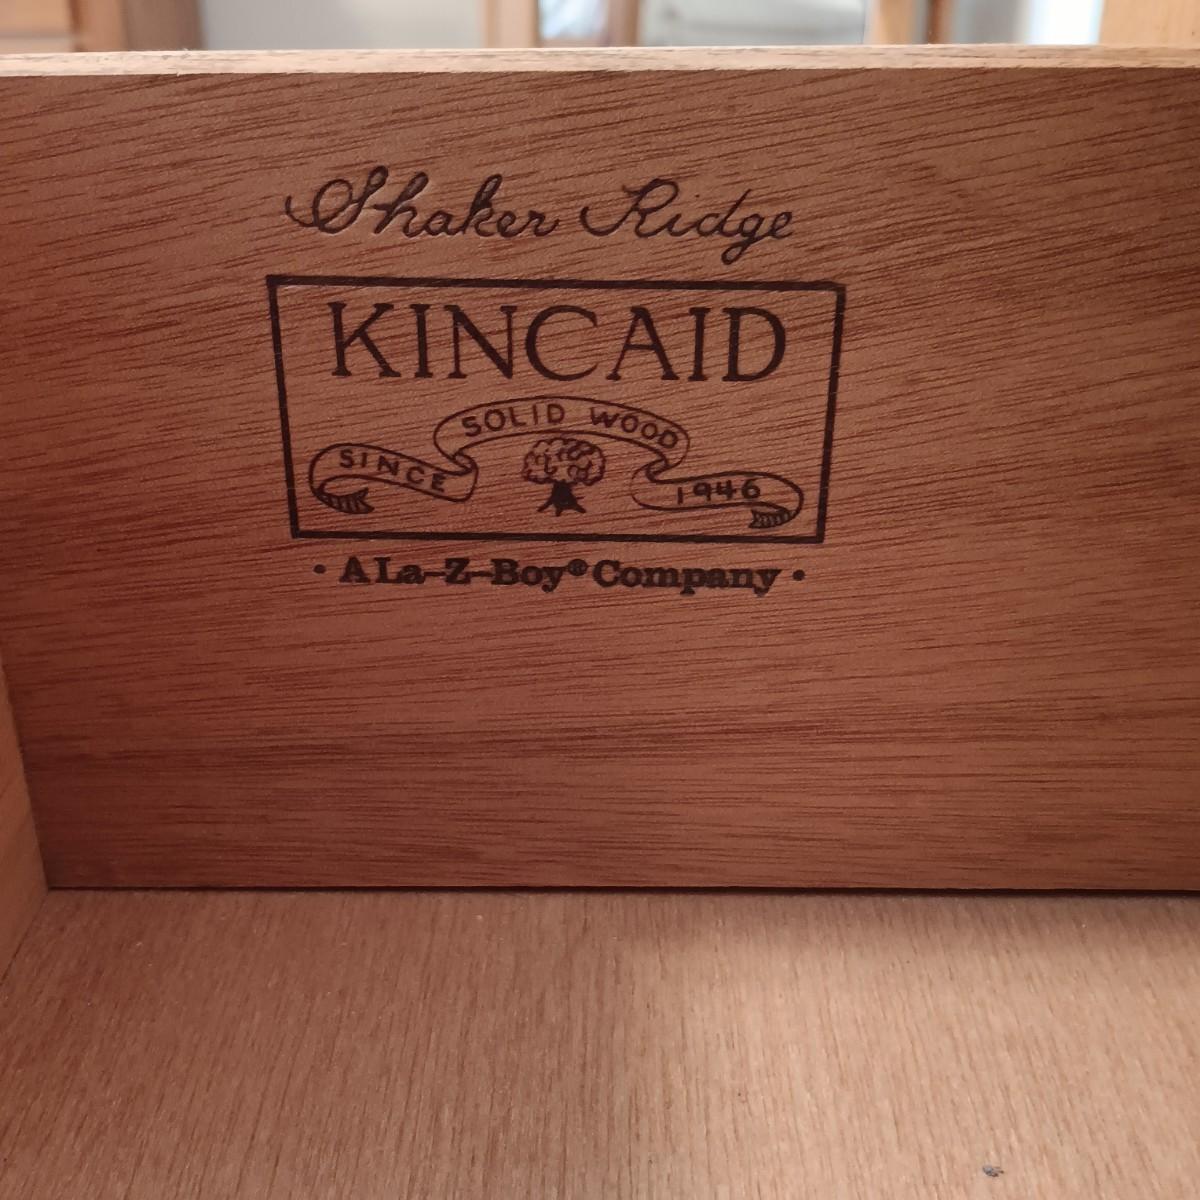 Shaker Ridge
KINCAID
SOLID WOOD
SINCE 1946
• A La-Z-Boy® Company •